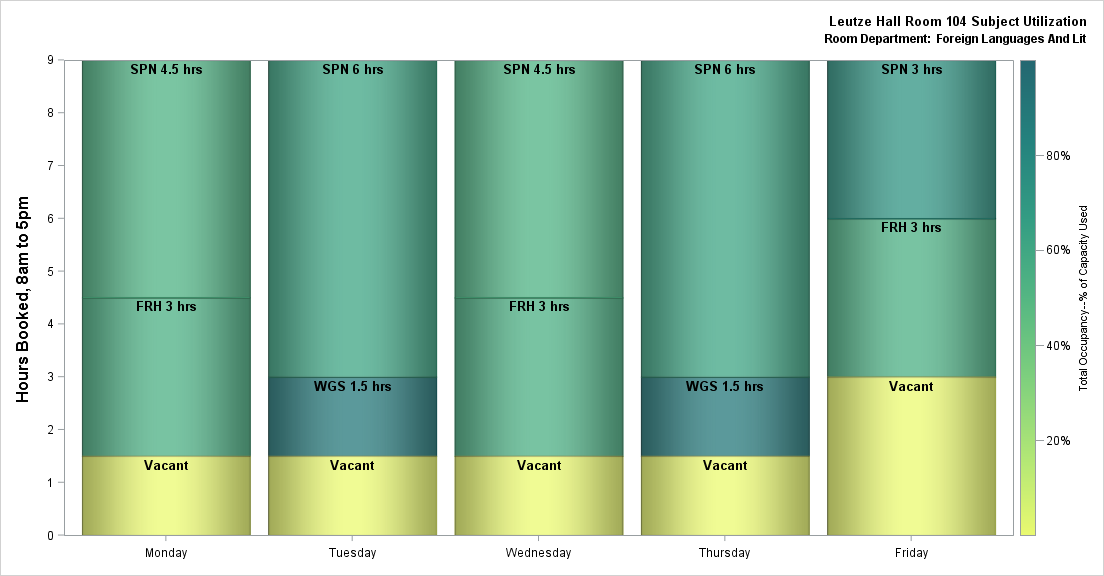 Leutze Hall Room 104 Subject Utilization
Room Department: Foreign Languages And Lit
Hours Booked, 8am to 5pm
9
8
7
6
5
4
3
2
1
0
SPN 4.5 hrs
FRH 3 hrs
Vacant
SPN 6 hrs
WGS 1.5 hrs
Vacant
SPN 4.5 hrs
FRH 3 hrs
Vacant
SPN 6 hrs
WGS 1.5 hrs
Vacant
SPN 3 hrs
FRH 3 hrs
Vacant
Monday
Tuesday
Wednesday
Thursday
Friday
80%
60%
40%
20%
Total Occupancy--% of Capacity Used